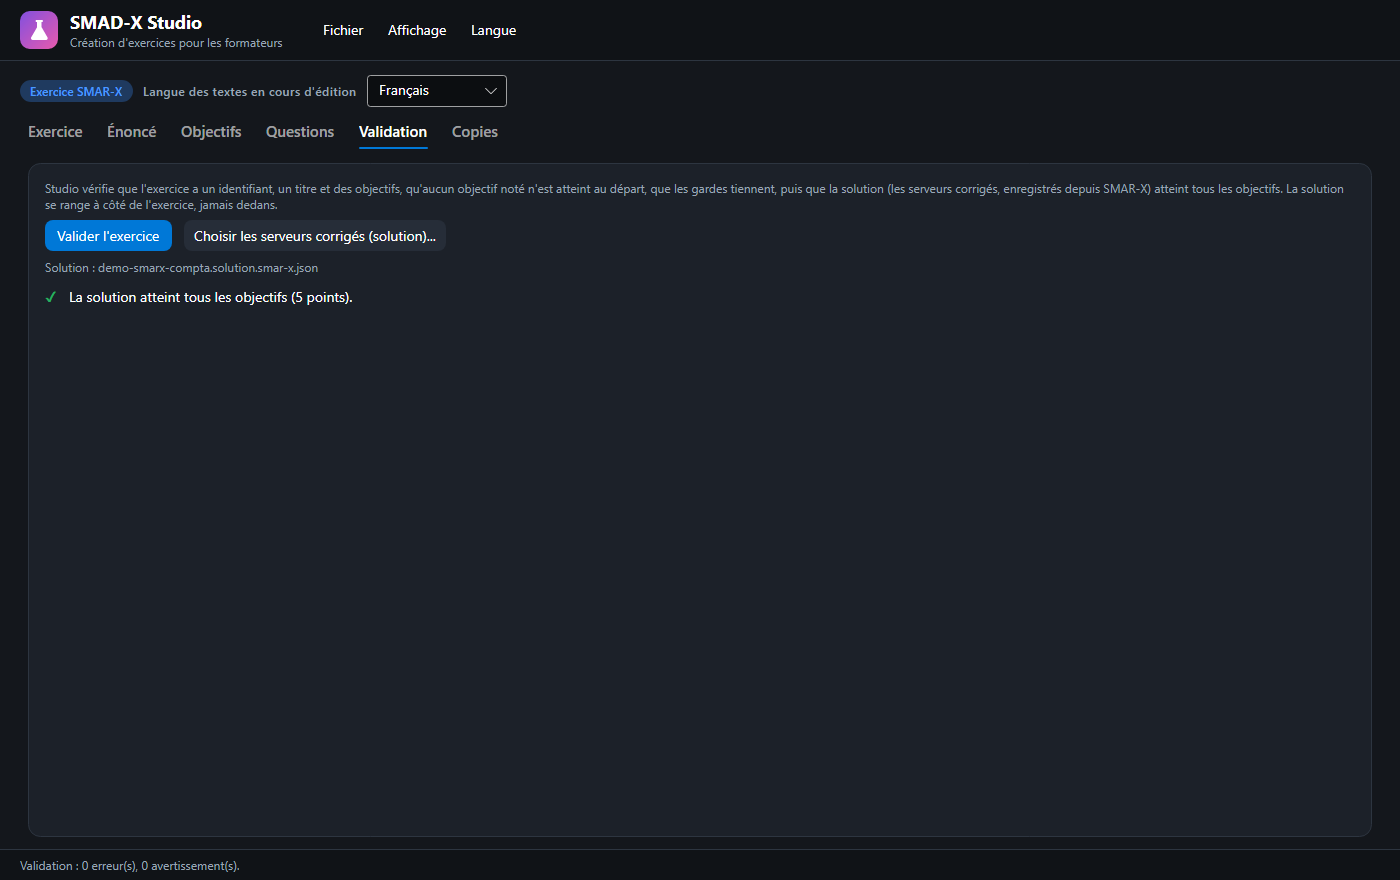 SMAD-X Studio
Création d'exercices pour les formateurs
Fichier Affichage Langue
Exercice SMAR-X Langue des textes en cours d'édition Français
Exercice Énoncé Objectifs Questions Validation Copies
Studio vérifie que l'exercice a un identifiant, un titre et des objectifs, qu'aucun objectif noté n'est atteint au départ, que les gardes tiennent, puis que la solution (les serveurs corrigés, enregistrés depuis SMAR-X) atteint tous les objectifs. La solution
se range à côté de l'exercice, jamais dedans.
Valider l'exercice Choisir les serveurs corrigés (solution)...
Solution : demo-smarx-compta.solution.smar-x.json
✓ La solution atteint tous les objectifs (5 points).
Validation : 0 erreur(s), 0 avertissement(s).